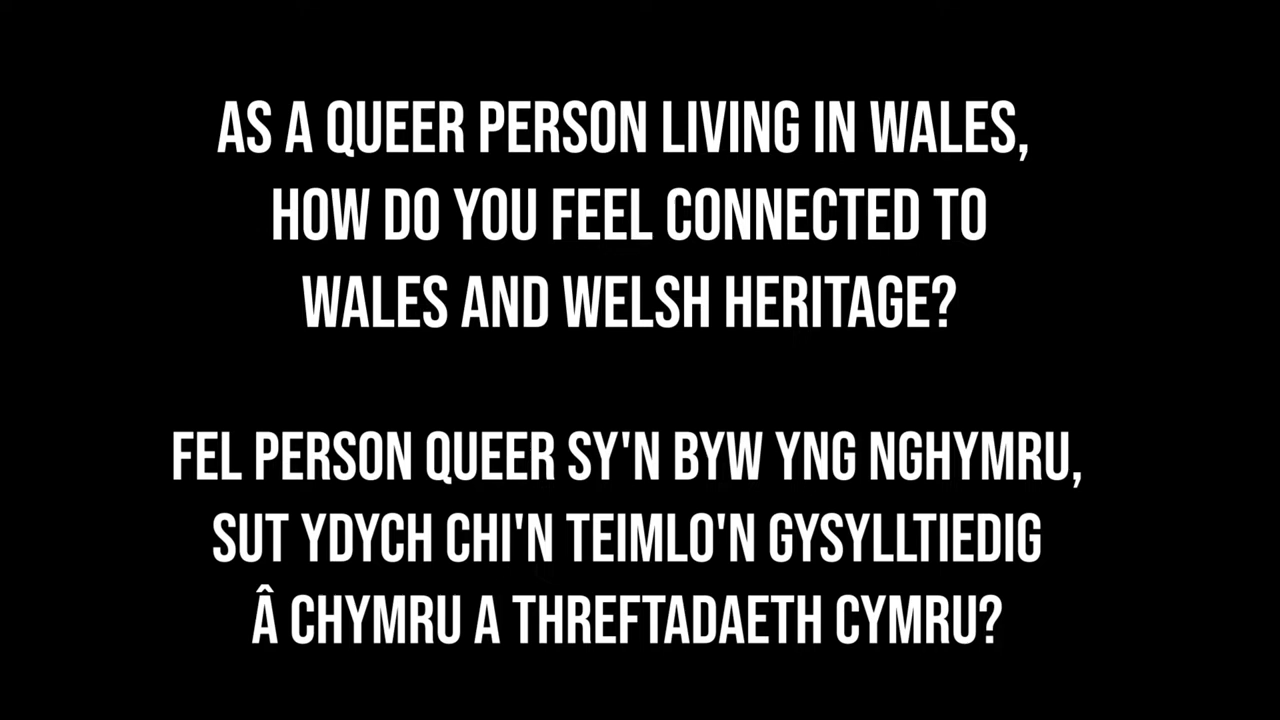 AS A QUEER PERSON LIVING IN WALES,
HOW DO YOU FEEL CONNECTED TO
WALES AND WELSH HERITAGE?
FEL PERSON QUEER SY'N BYW YNG NGHYMRU,
SUT YDYCH CHI'N TEIMLO'N GYSYLLTIEDIG
Â CHYMRU A THREFTADAETH CYMRU?